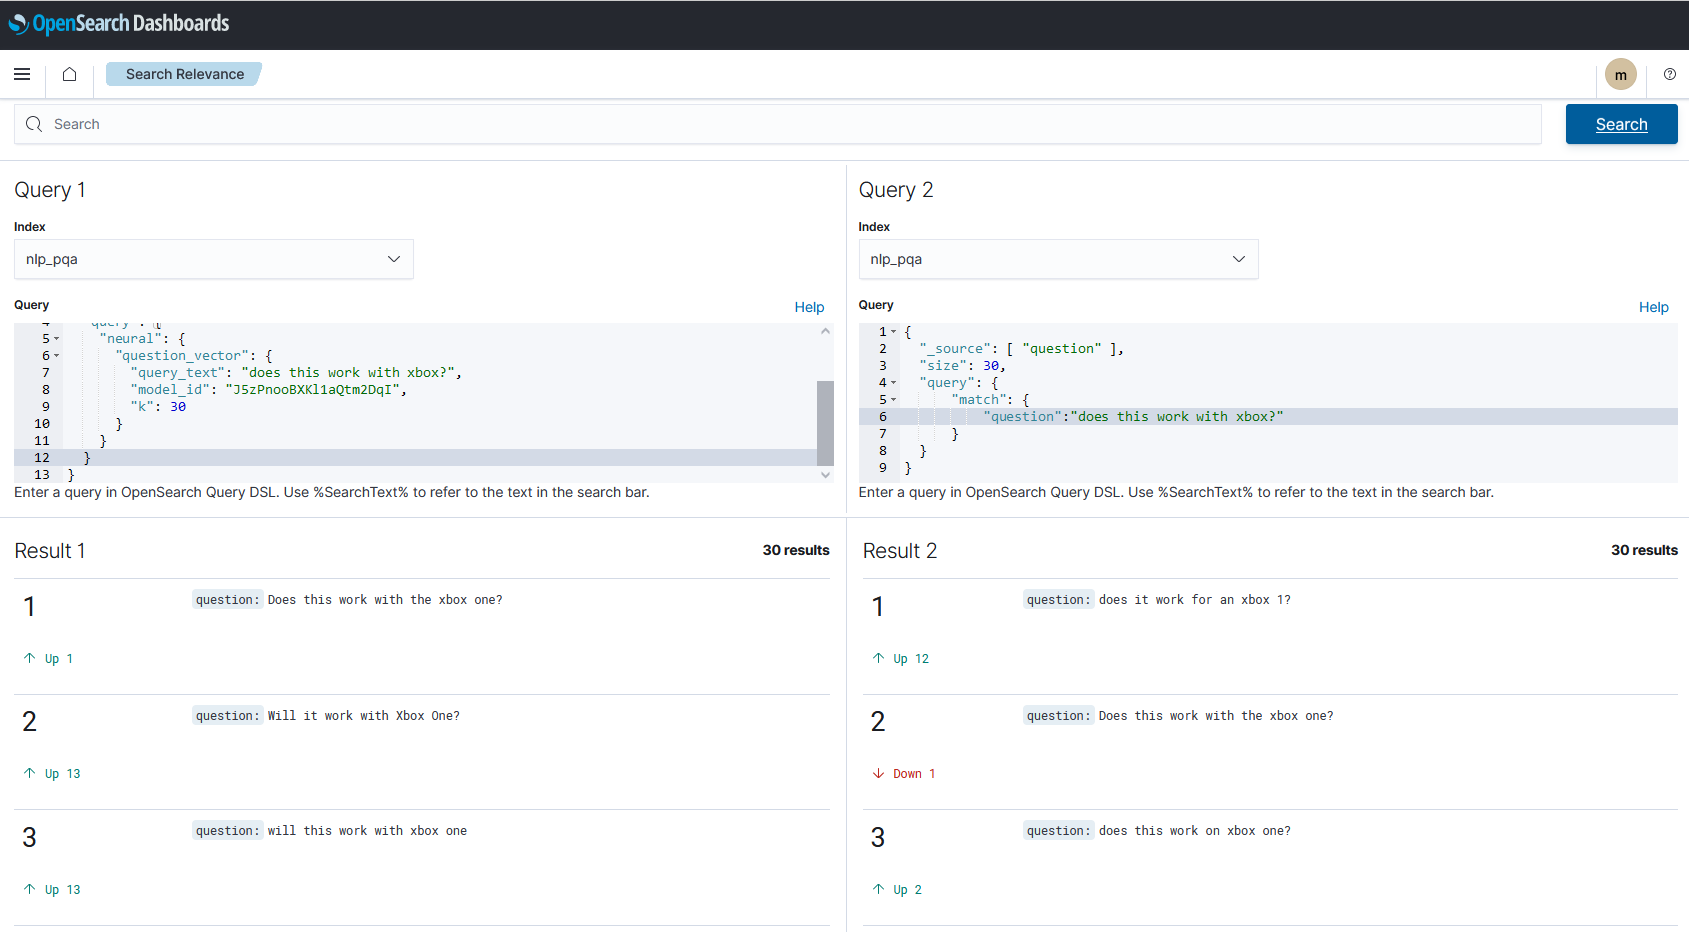 OpenSearch Dashboards
Search Relevance
m
Search
Search
Query 1
Index
nlp_pqa
Query
Help
4 "query": {
5 "neural": {
6 "question_vector": {
7 "query_text": "does this work with xbox?",
8 "model_id": "J5zPnooBXKl1aQtm2DqI",
9 "k": 30
10 }
11 }
12 }
13 }
Enter a query in OpenSearch Query DSL. Use %SearchText% to refer to the text in the search bar.
Query 2
Index
nlp_pqa
Query
Help
1 {
2 "_source": [ "question" ],
3 "size": 30,
4 "query": {
5 "match": {
6 "question":"does this work with xbox?"
7 }
8 }
9 }
Enter a query in OpenSearch Query DSL. Use %SearchText% to refer to the text in the search bar.
Result 1
30 results
1 question: Does this work with the xbox one?
Up 1
2 question: Will it work with Xbox One?
Up 13
3 question: will this work with xbox one
Up 13
Result 2
30 results
1 question: does it work for an xbox 1?
Up 12
2 question: Does this work with the xbox one?
Down 1
3 question: does this work on xbox one?
Up 2